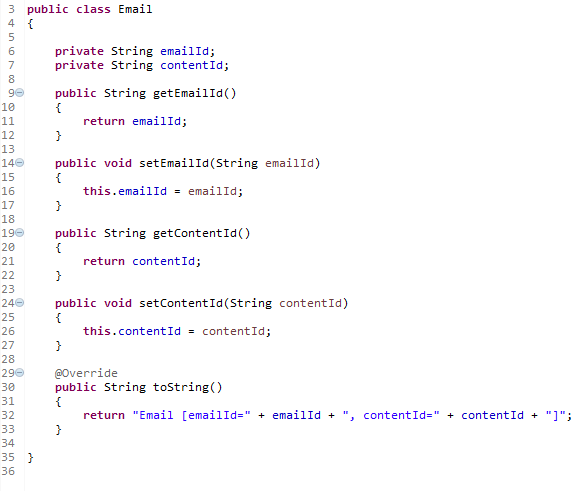 3 public class Email
4 {
5
6     private String emailId;
7     private String contentId;
8
9     public String getEmailId()
10     {
11         return emailId;
12     }
13
14     public void setEmailId(String emailId)
15     {
16         this.emailId = emailId;
17     }
18
19     public String getContentId()
20     {
21         return contentId;
22     }
23
24     public void setContentId(String contentId)
25     {
26         this.contentId = contentId;
27     }
28
29     @Override
30     public String toString()
31     {
32         return "Email [emailId=" + emailId + ", contentId=" + contentId + "]";
33     }
34
35 }
36